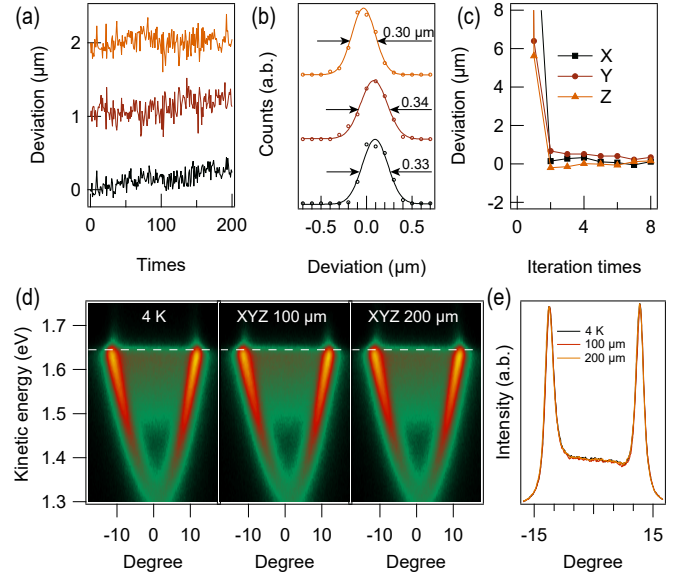 (a)
Deviation (µm)
2
1
0
0
100
200
Times
(b)
Counts (a.b.)
0.30 µm
0.34
0.33
-0.5
0.0
0.5
Deviation (µm)
(c)
Deviation (µm)
8
6
4
2
0
X
Y
Z
0
4
8
Iteration times
(d)
Kinetic energy (eV)
1.7
1.6
1.5
1.4
1.3
4 K
XYZ 100 µm
XYZ 200 µm
-10 0 10
-10 0 10
-10 0 10
Degree
Degree
Degree
(e)
Intensity (a.b.)
4 K
100 µm
200 µm
-15
15
Degree